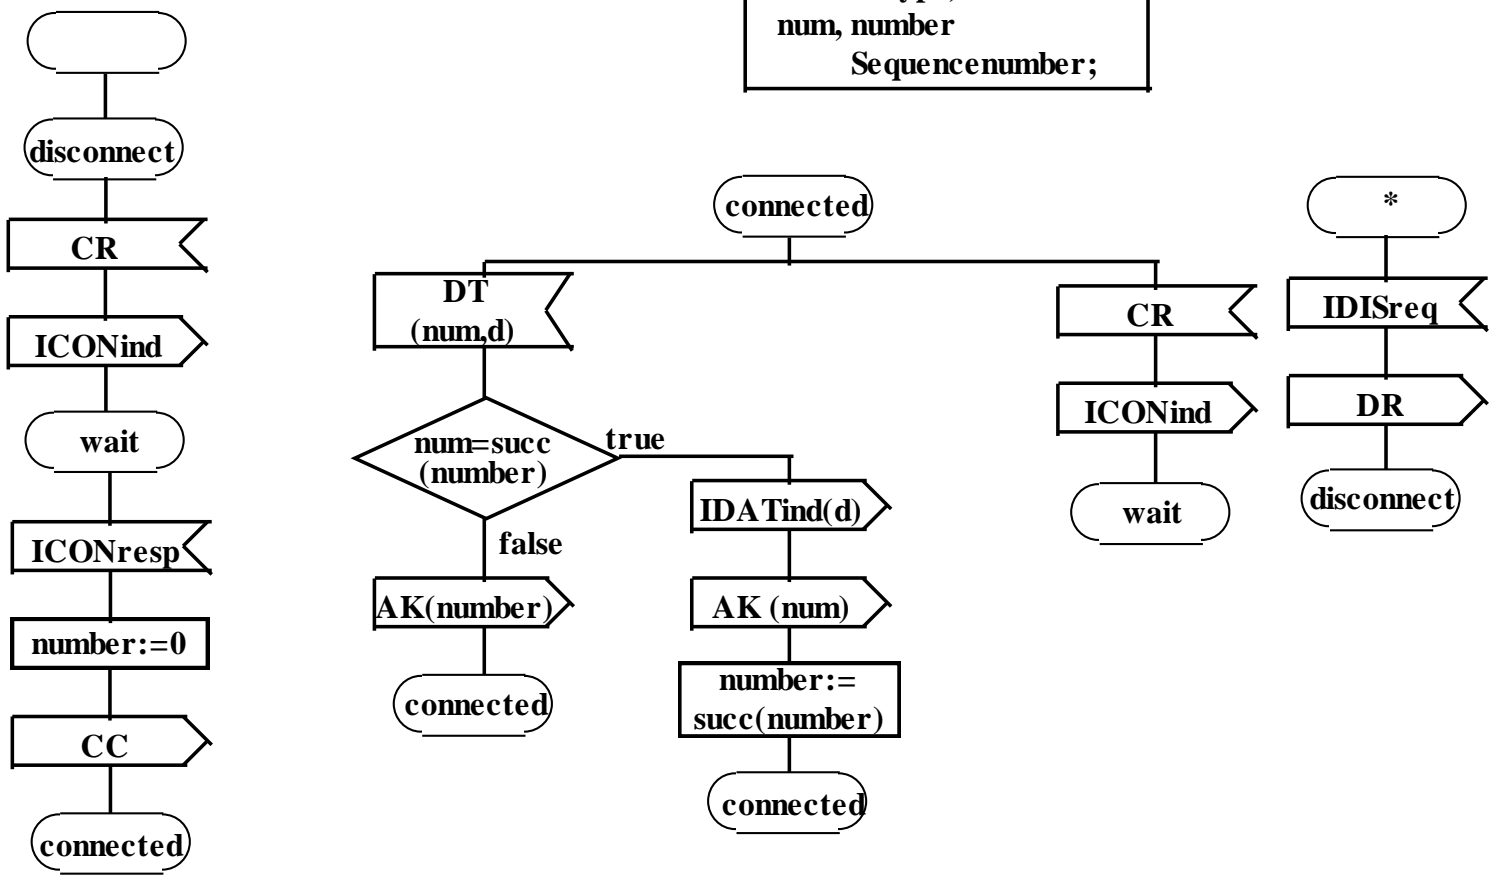 num, number
Sequencenumber;
disconnect
CR
ICONind
wait
ICONresp
number:=0
CC
connected
connected
DT
(num,d)
num=succ
(number)
true
false
AK(number)
connected
IDATind(d)
AK (num)
number:=
succ(number)
connected
CR
ICONind
wait
*
IDISreq
DR
disconnect